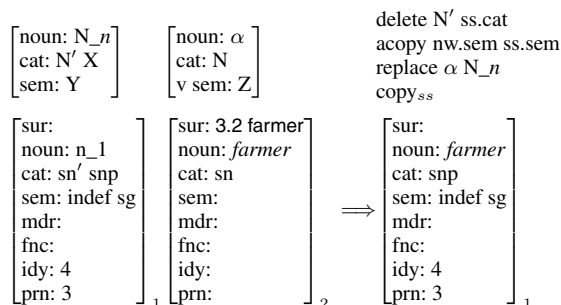 noun: N_n
cat: N′ X
sem: Y
noun: α
cat: N
v sem: Z
delete N′ ss.cat
acopy nw.sem ss.sem
replace α N_n
copyss
sur:
noun: n_1
cat: sn′ snp
sem: indef sg
mdr:
fnc:
idy: 4
prn: 3
1
sur: 3.2 farmer
noun: farmer
cat: sn
sem:
mdr:
fnc:
idy:
prn:
2
⟹
sur:
noun: farmer
cat: snp
sem: indef sg
mdr:
fnc:
idy: 4
prn: 3
1